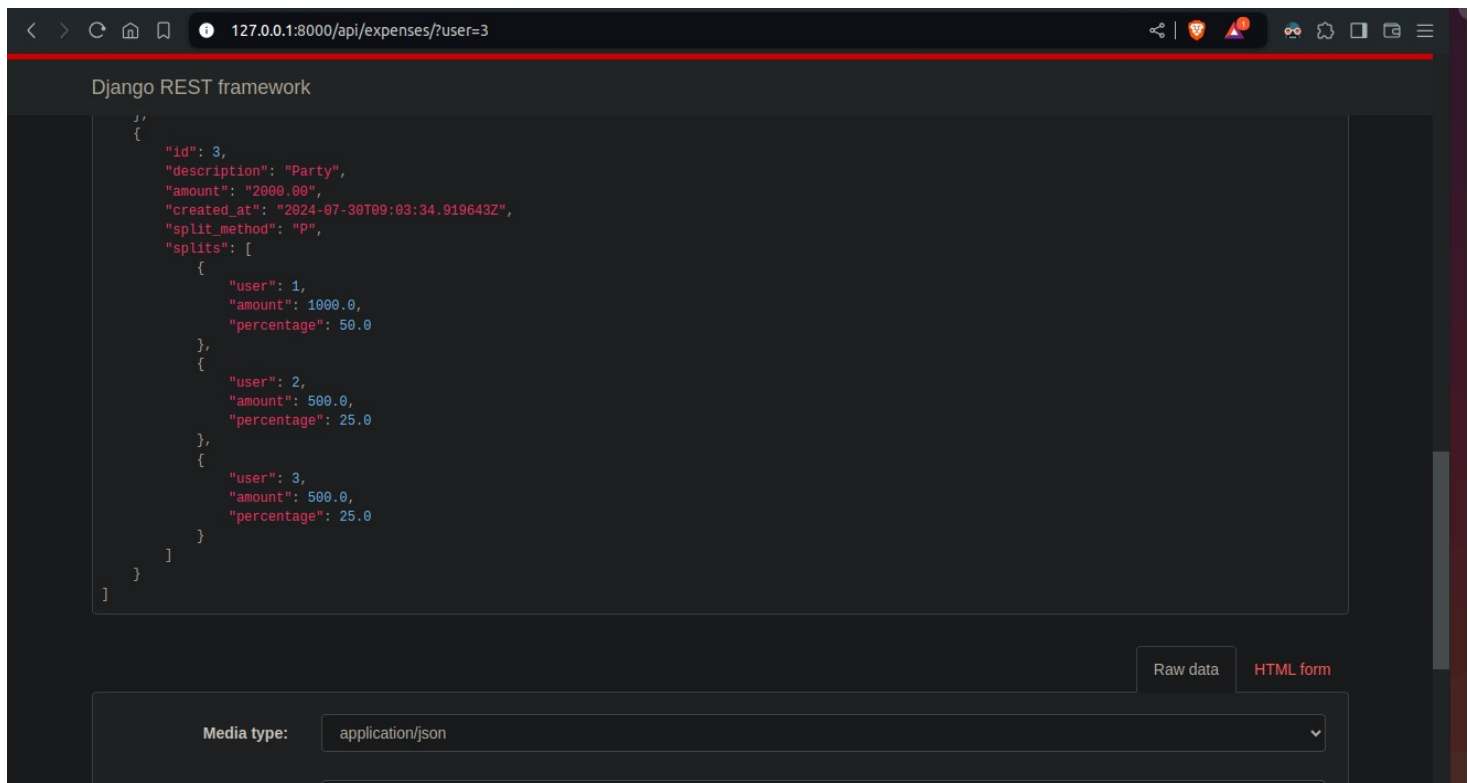 127.0.0.1:8000/api/expenses/?user=3
1
Django REST framework
},
{
"id": 3,
"description": "Party",
"amount": "2000.00",
"created_at": "2024-07-30T09:03:34.919643Z",
"split_method": "P",
"splits": [
{
"user": 1,
"amount": 1000.0,
"percentage": 50.0
},
{
"user": 2,
"amount": 500.0,
"percentage": 25.0
},
{
"user": 3,
"amount": 500.0,
"percentage": 25.0
}
]
}
]
Raw data HTML form
Media type: application/json